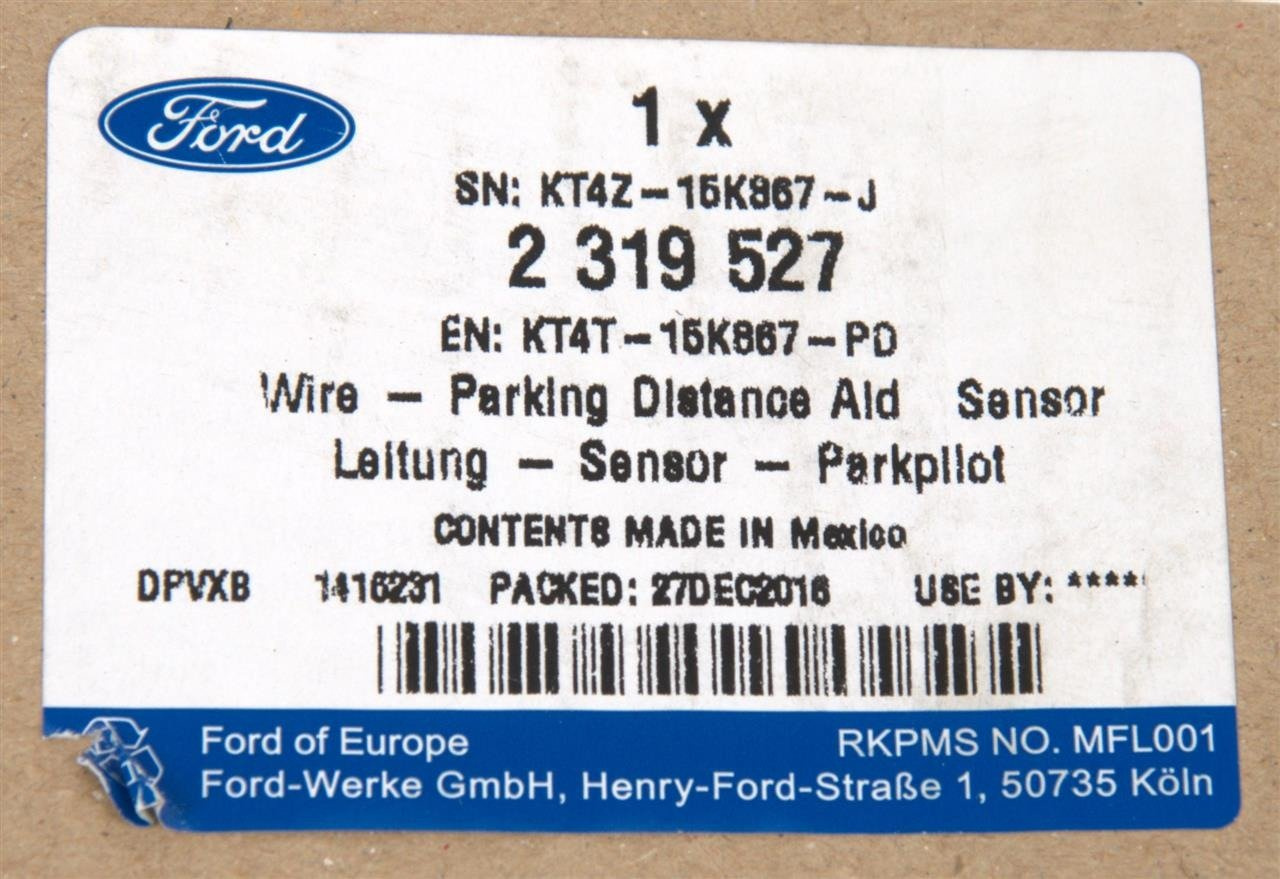 Ford
1 x
SN: KT4Z-15K867-J
2 319 527
EN: KT4T-15K867-PD
Wire - Parking Distance Aid Sensor
Leitung - Sensor - Parkpilot
CONTENTS MADE IN Mexico
DPVXB 1416231 PACKED: 27DEC2016 USE BY: ****
Ford of Europe RKPMS NO. MFL001
Ford-Werke GmbH, Henry-Ford-Straße 1, 50735 Köln